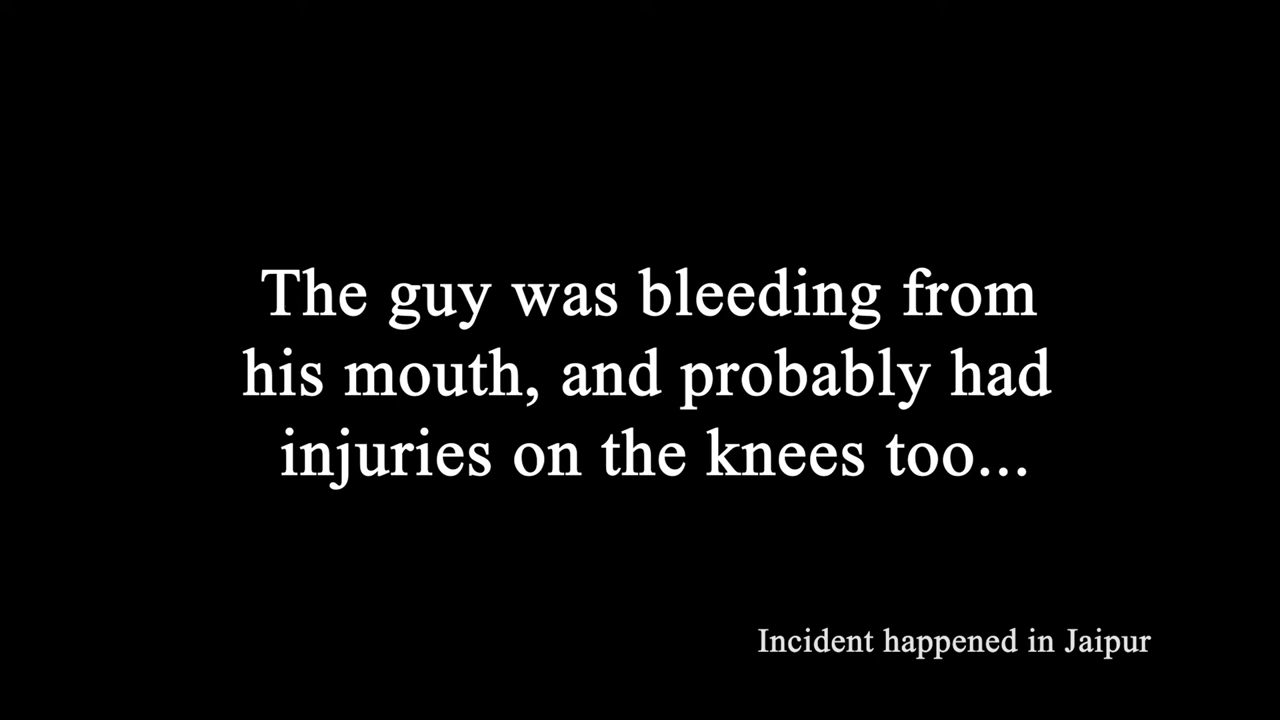 The guy was bleeding from
his mouth, and probably had
injuries on the knees too...
Incident happened in Jaipur